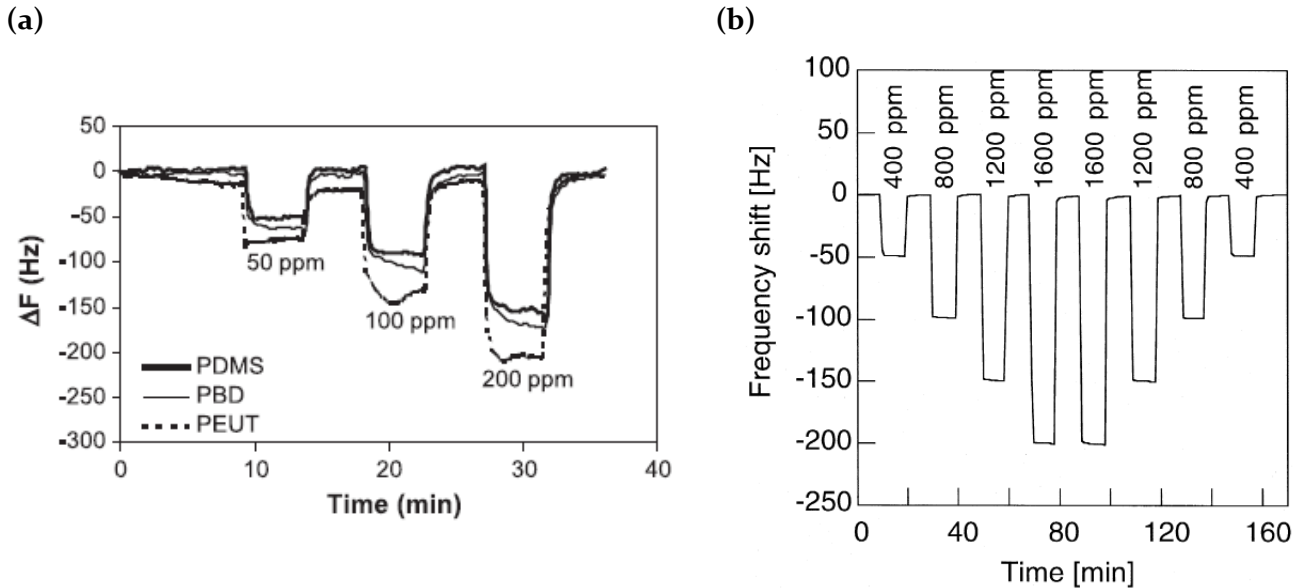 (a)
50
0
-50
-100
-150
-200
-250
-300
ΔF (Hz)
50 ppm
100 ppm
200 ppm
PDMS
PBD
PEUT
0 10 20 30 40
Time (min)
(b)
100
50
0
-50
-100
-150
-200
-250
Frequency shift [Hz]
400 ppm
800 ppm
1200 ppm
1600 ppm
1600 ppm
1200 ppm
800 ppm
400 ppm
0 40 80 120 160
Time [min]